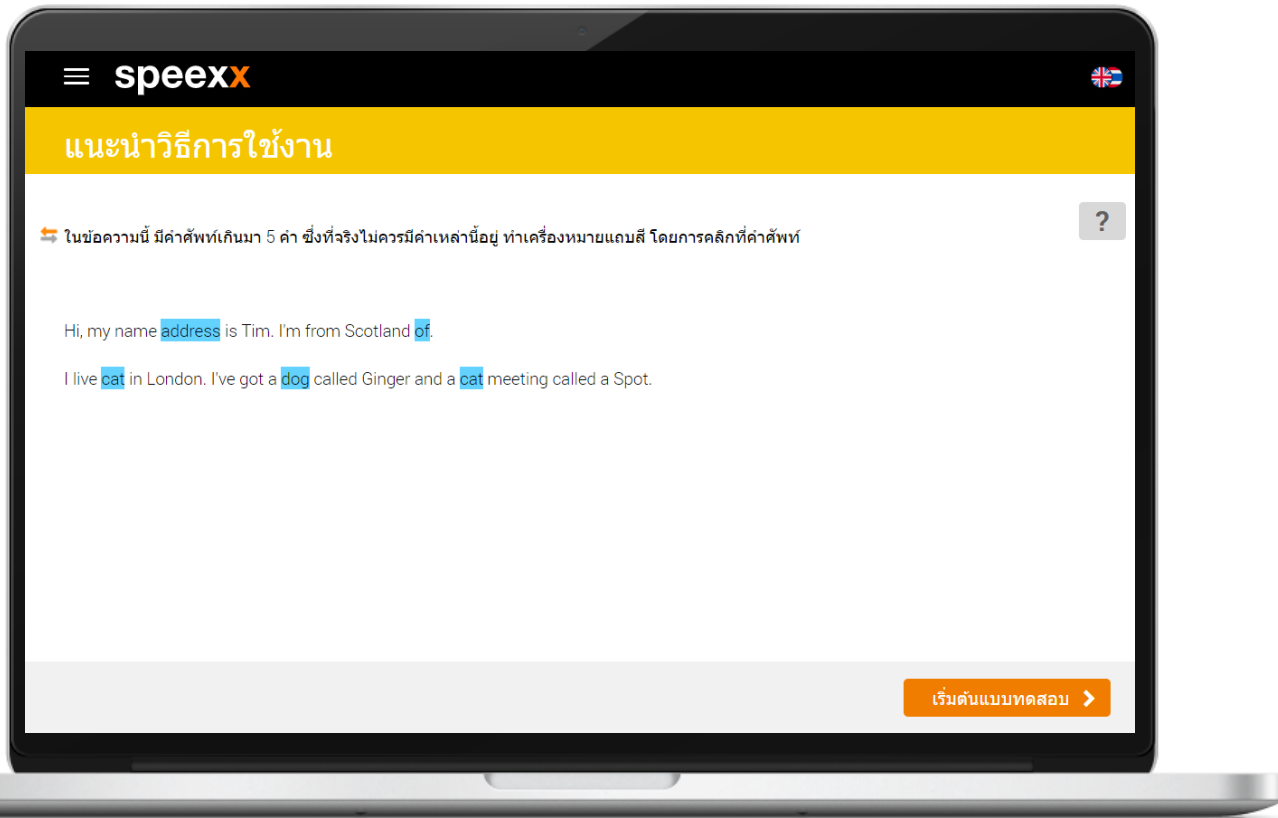 speexx
แนะนำวิธีการใช้งาน
?
ในข้อความนี้ มีคำศัพท์เกินมา 5 คำ ซึ่งที่จริงไม่ควรมีคำเหล่านี้อยู่ ทำเครื่องหมายแถบสี โดยการคลิกที่คำศัพท์
Hi, my name address is Tim. I'm from Scotland of.
I live cat in London. I've got a dog called Ginger and a cat meeting called a Spot.
เริ่มต้นแบบทดสอบ